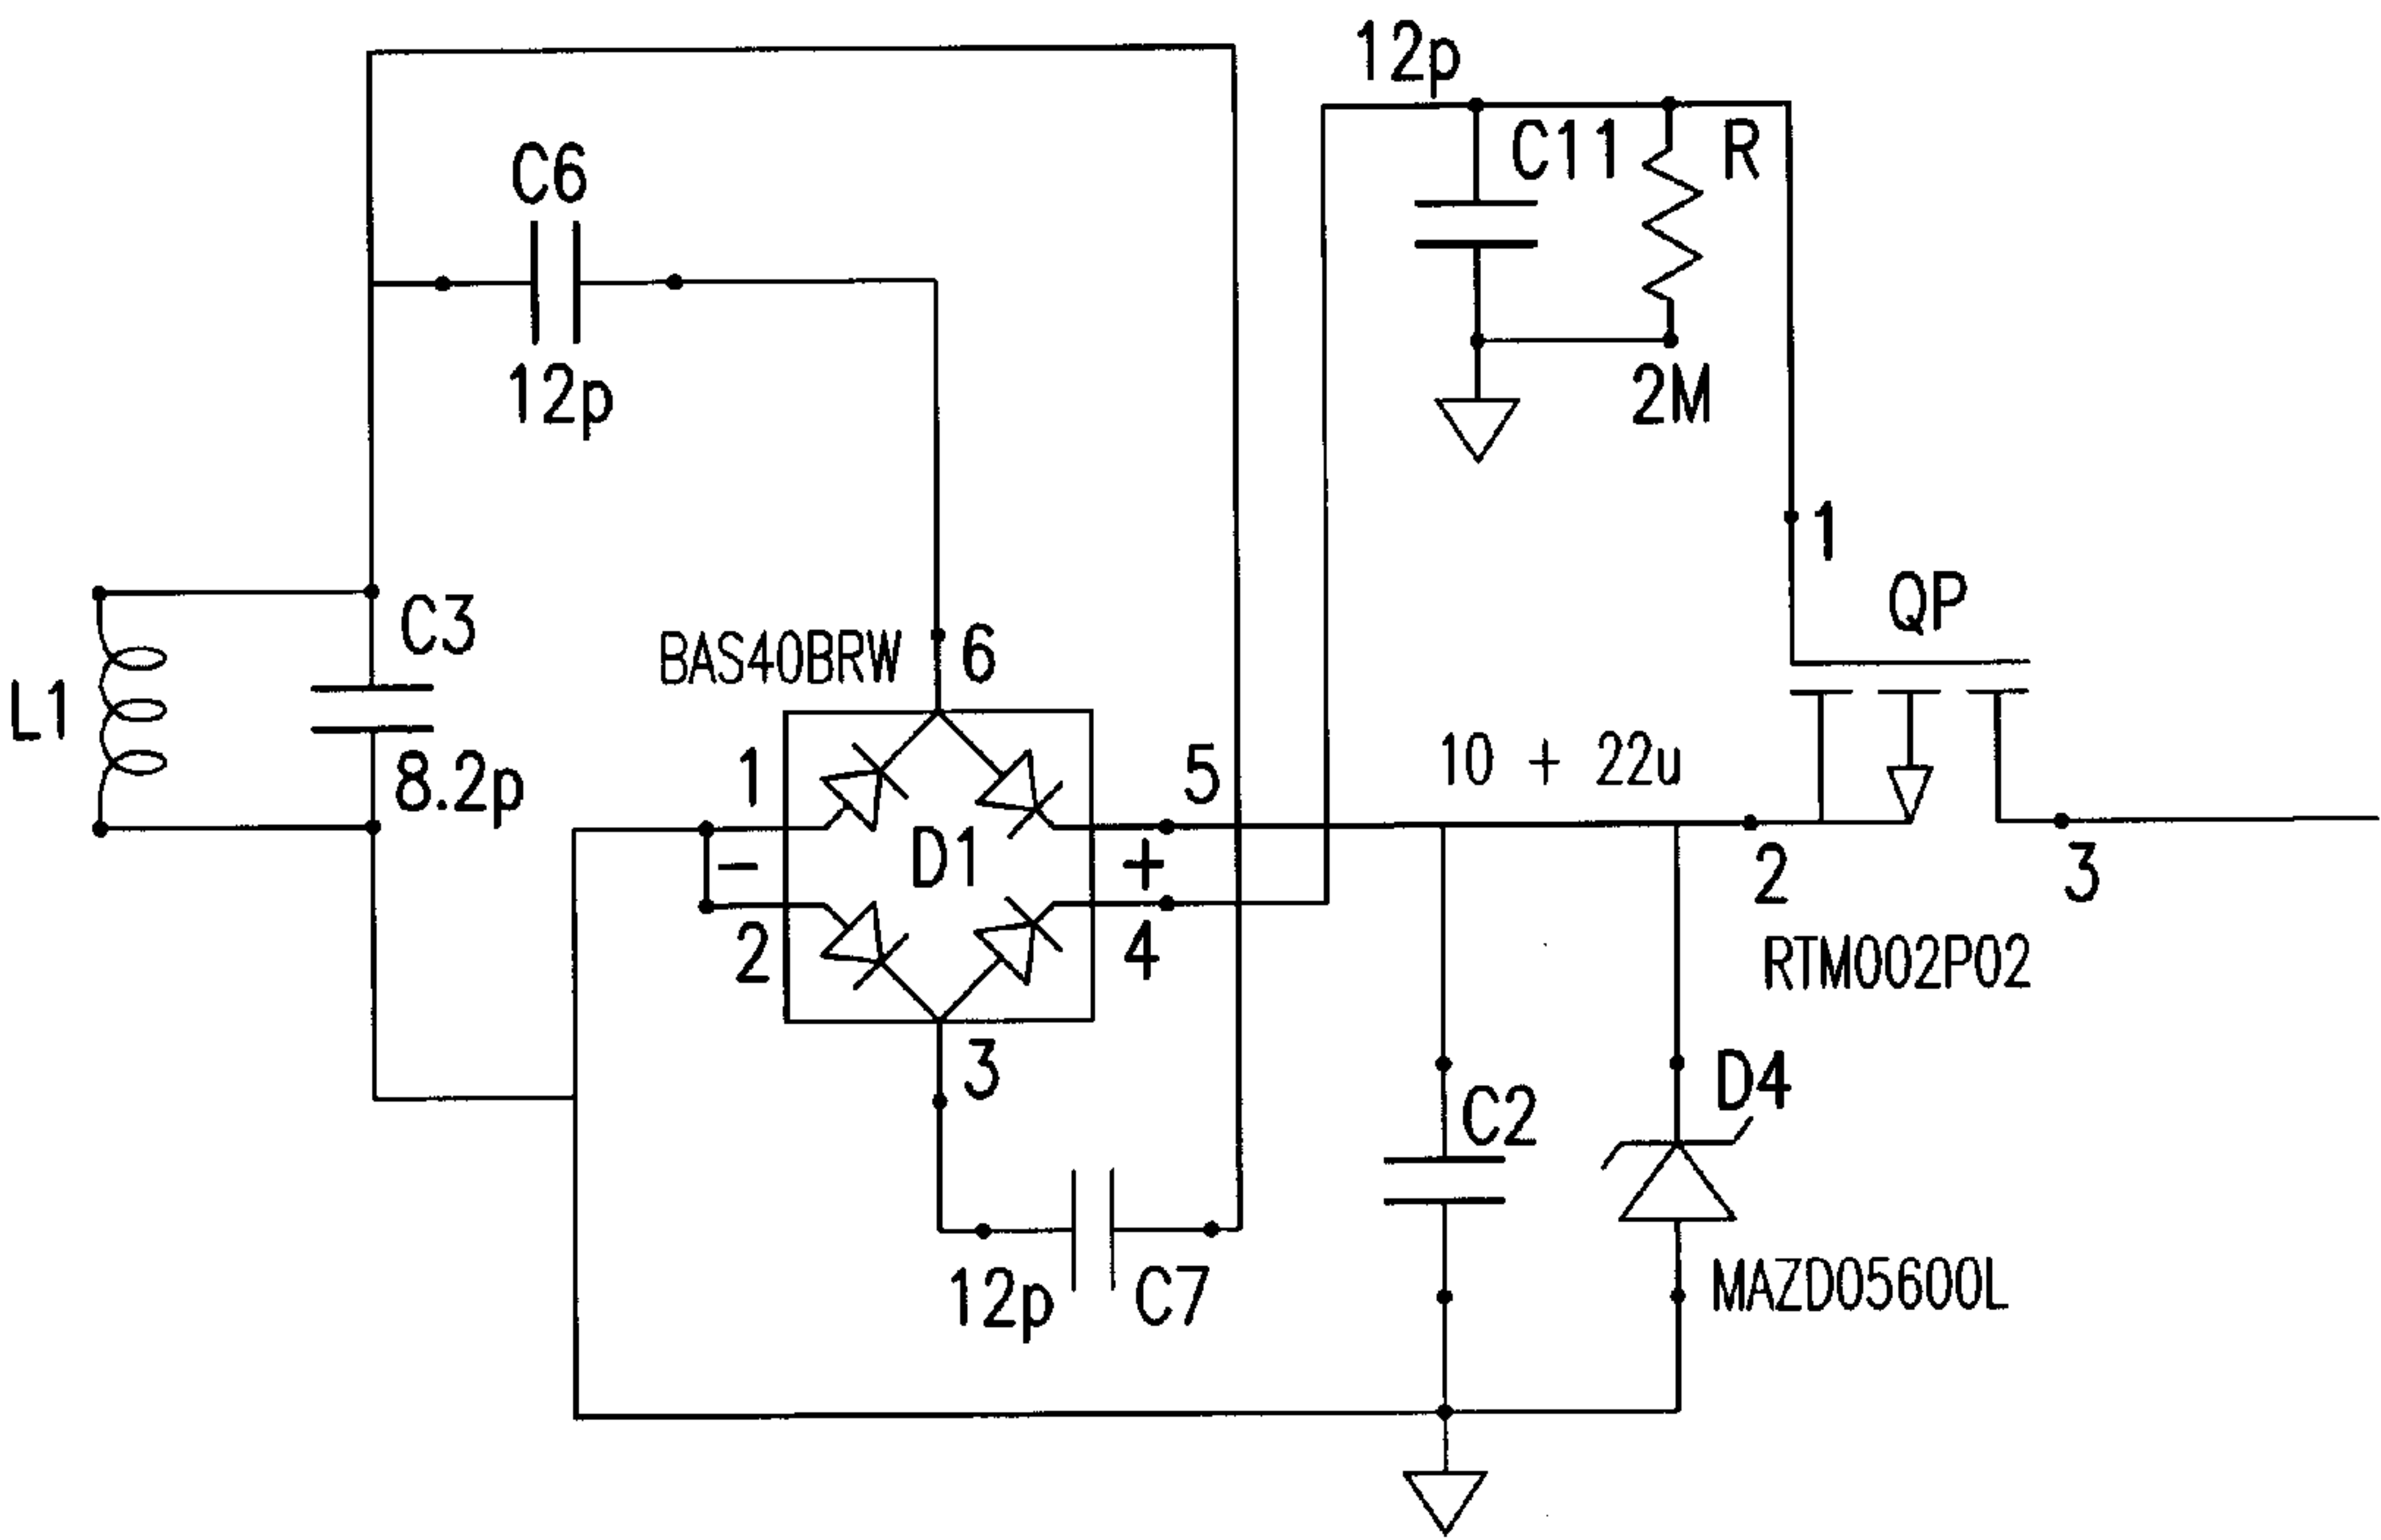 12p
C11
R
C6
12p
2M
1
QP
C3
BAS40BRW
6
L1
8.2p
1
5
10 + 22u
-
D1
+
2
3
2
4
RTM002P02
3
D4
C2
12p
C7
MAZD05600L